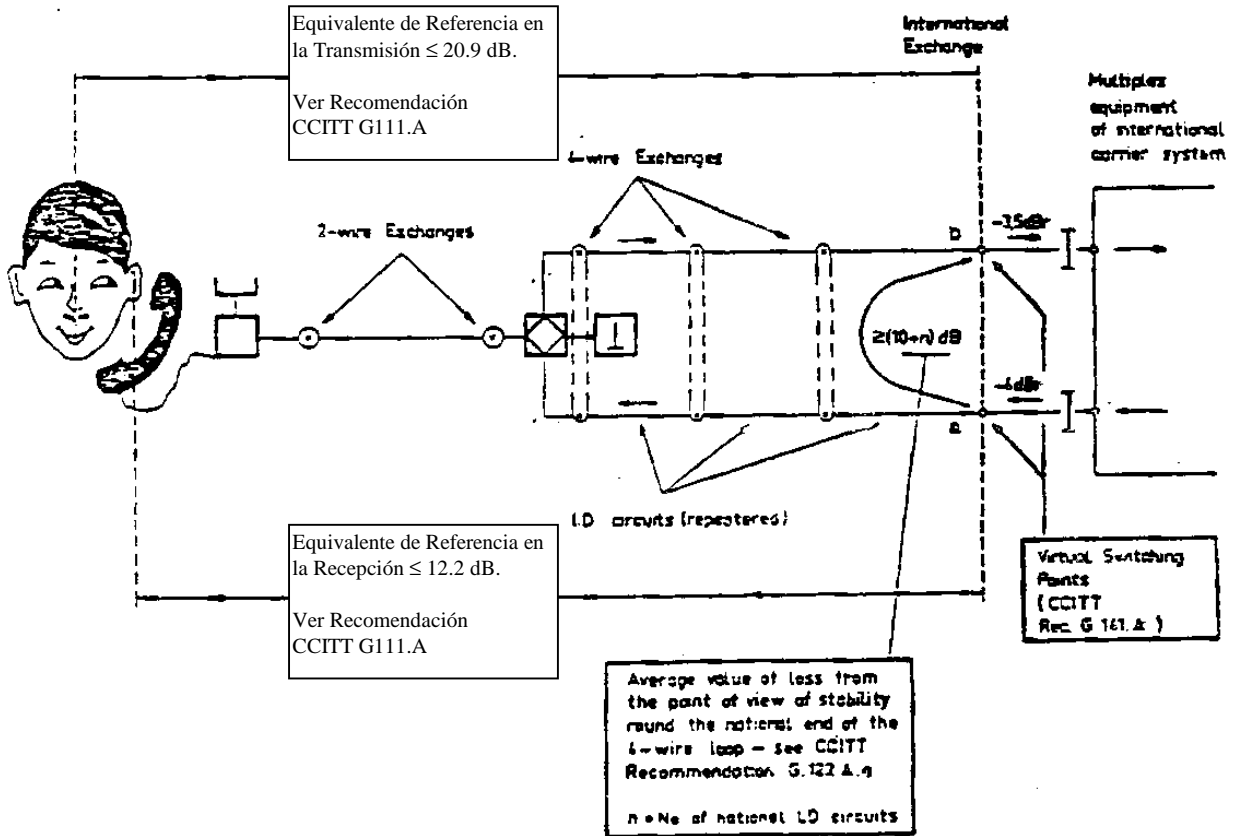 Equivalente de Referencia en
la Transmisión ≤ 20.9 dB.
Ver Recomendación
CCITT G111.A
International
Exchange
Multiplex
equipment
of international
carrier system
4-wire Exchanges
2-wire Exchanges
b
-3,5dBr
≥(10+n) dB
-4dBr
a
LD circuits (repeatered)
Equivalente de Referencia en
la Recepción ≤ 12.2 dB.
Ver Recomendación
CCITT G111.A
Virtual Switching
Points
(CCITT
Rec. G 141.A)
Average value of loss from
the point of view of stability
round the national end of the
4-wire loop - see CCITT
Recommendation G.122 A.a
n = No of national LD circuits